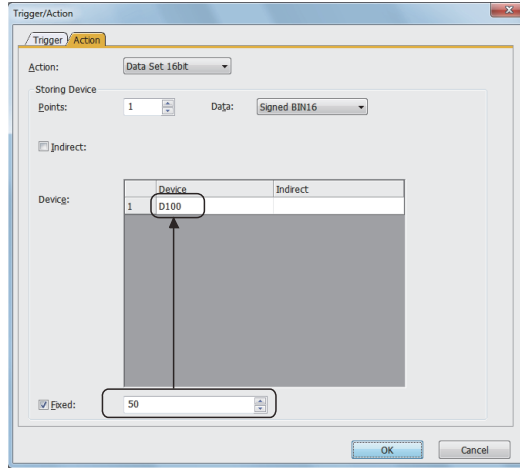 Trigger/Action
Trigger Action
Action: Data Set 16bit
Storing Device
Points: 1 Data: Signed BIN16
Indirect:
Device Indirect
Device:
1 D100
Fixed: 50
OK Cancel